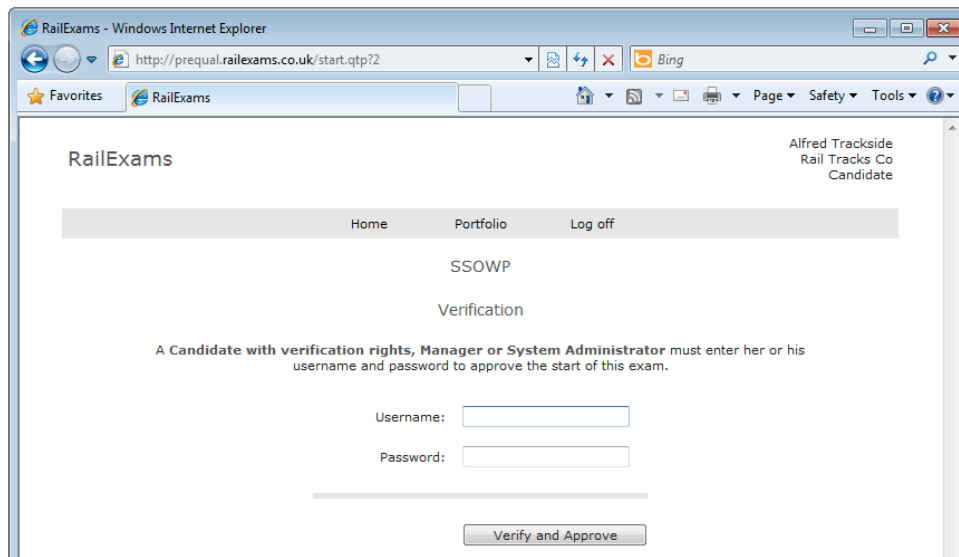 RailExams - Windows Internet Explorer
http://prequal.railexams.co.uk/start.qtp?2
Bing
Favorites
RailExams
Page
Safety
Tools
RailExams
Alfred Trackside
Rail Tracks Co
Candidate
Home
Portfolio
Log off
SSOWP
Verification
A Candidate with verification rights, Manager or System Administrator must enter her or his
username and password to approve the start of this exam.
Username:
Password:
Verify and Approve